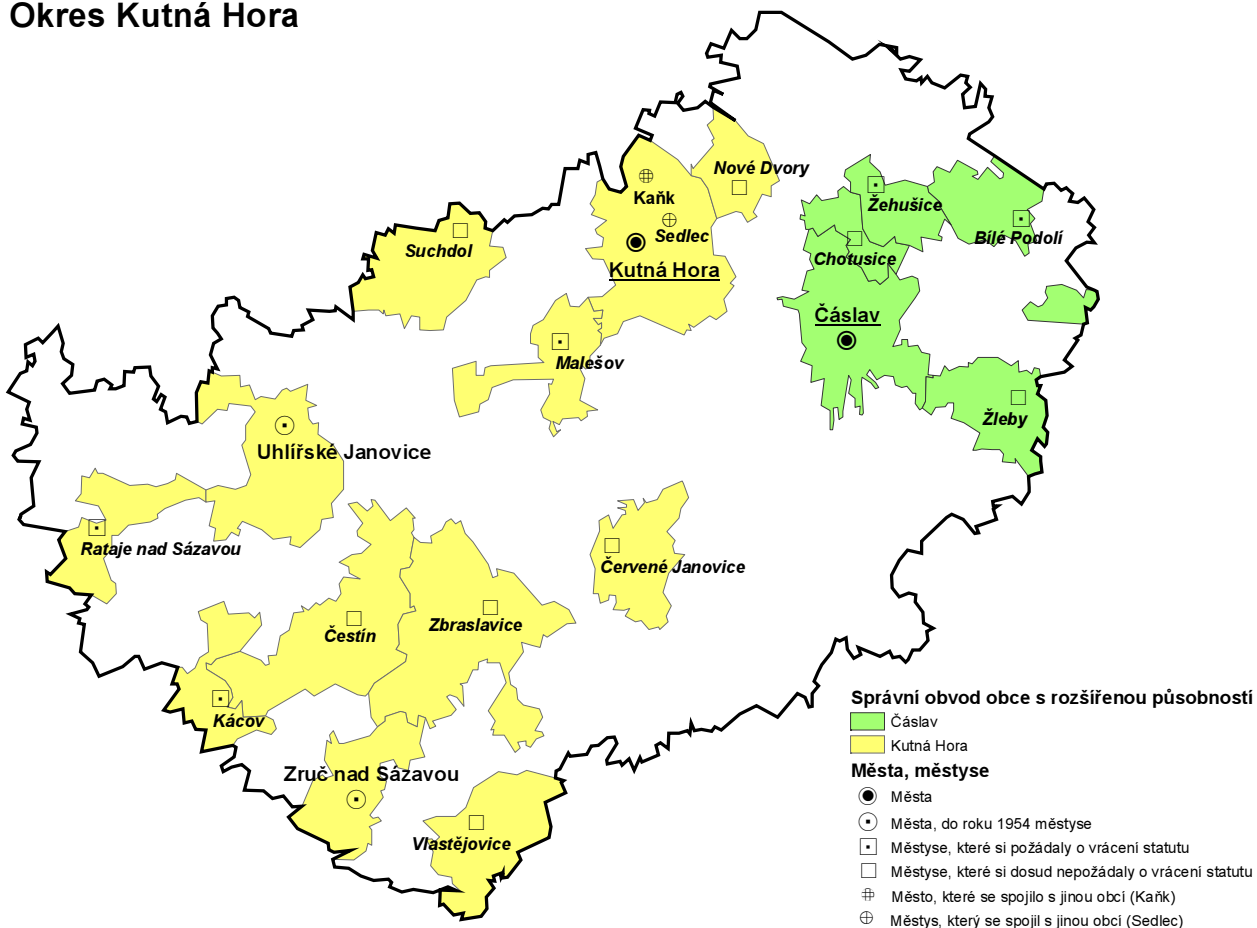 Okres Kutná Hora
Nové Dvory
Kaňk
Žehušice
Sedlec
Bílé Podolí
Suchdol
Chotusice
Kutná Hora
Čáslav
Malešov
Žleby
Uhlířské Janovice
Rataje nad Sázavou
Červené Janovice
Čestín
Zbraslavice
Kácov
Zruč nad Sázavou
Vlastějovice
Správní obvod obce s rozšířenou působností
Čáslav
Kutná Hora
Města, městyse
Města
Města, do roku 1954 městyse
Městyse, které si požádaly o vrácení statutu
Městyse, které si dosud nepožádaly o vrácení statutu
Město, které se spojilo s jinou obcí (Kaňk)
Městys, který se spojil s jinou obcí (Sedlec)